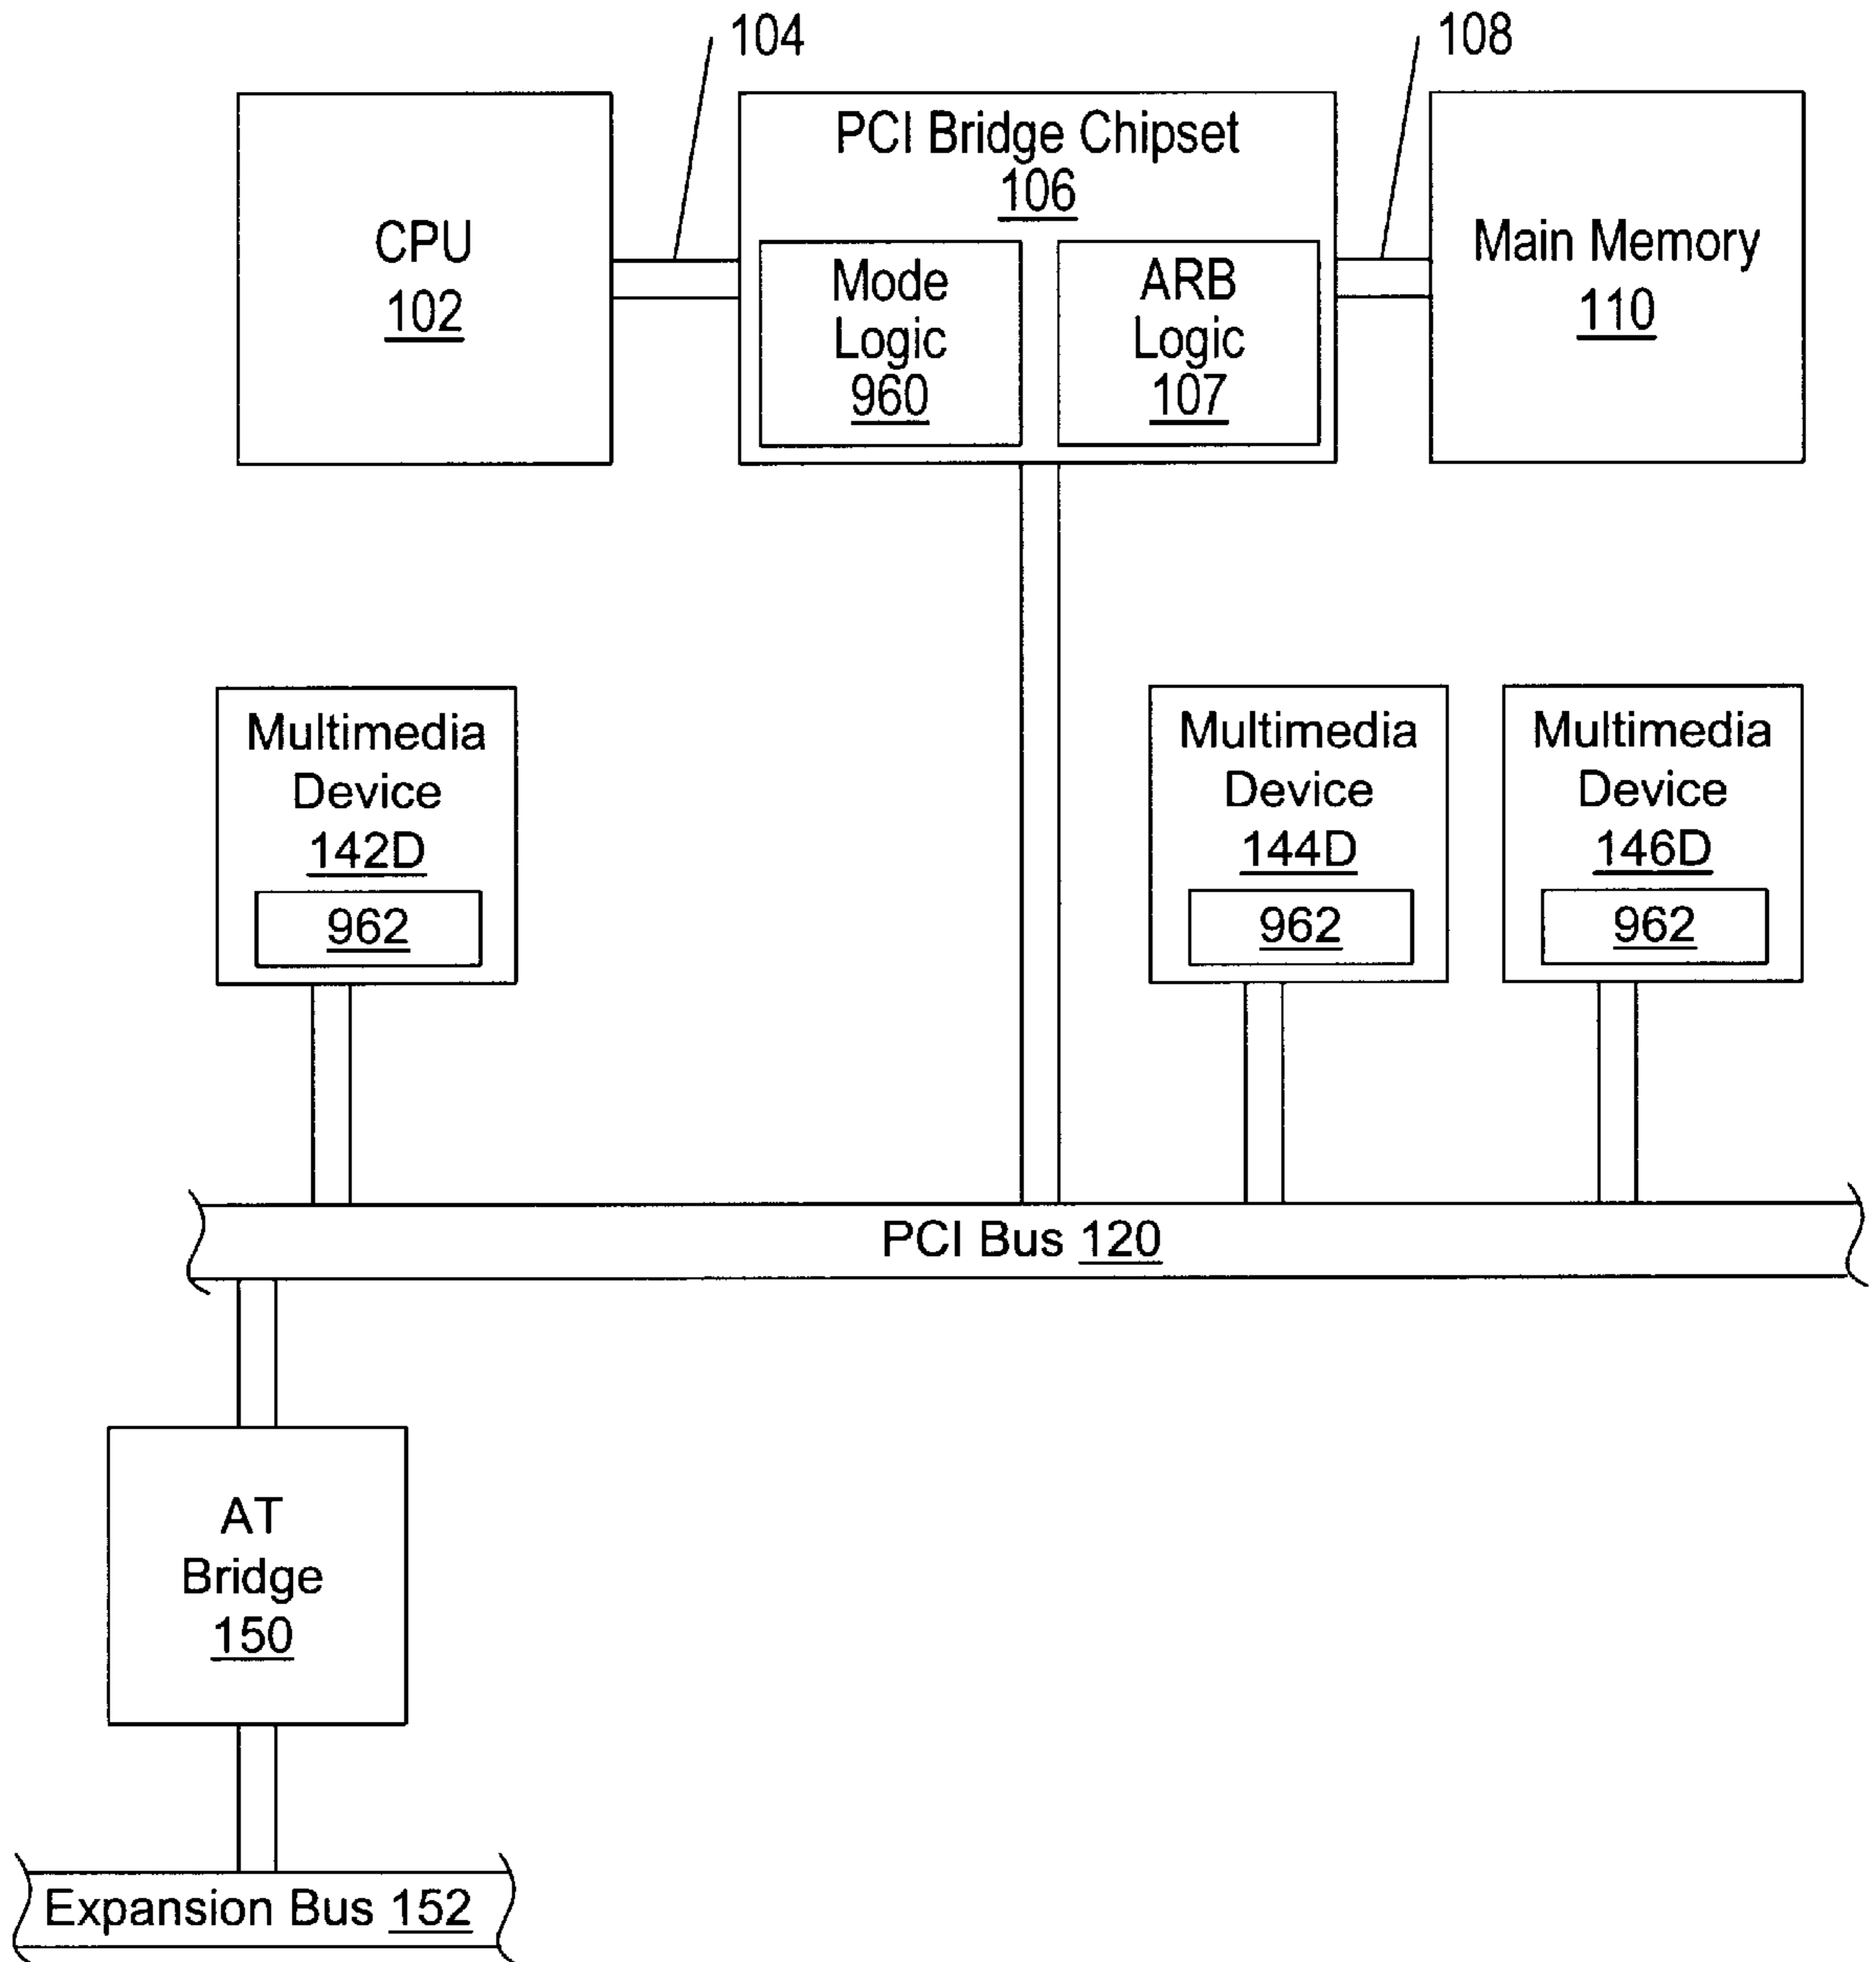 104
108
CPU
102
PCI Bridge Chipset
106
Mode
Logic
960
ARB
Logic
107
Main Memory
110
Multimedia
Device
142D
962
Multimedia
Device
144D
962
Multimedia
Device
146D
962
PCI Bus 120
AT
Bridge
150
Expansion Bus 152